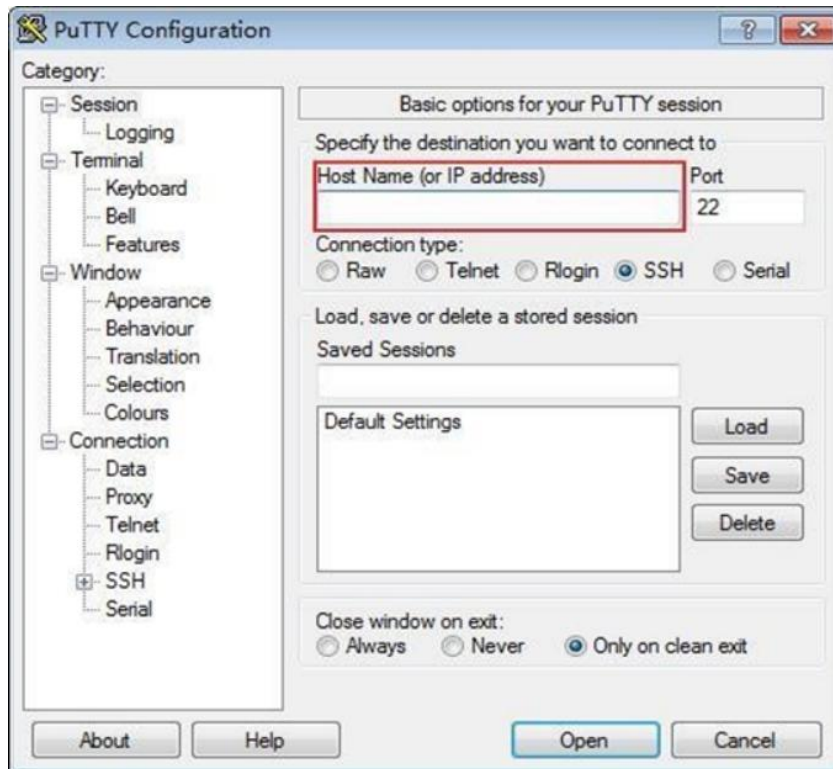 PuTTY Configuration
Category:
Session
Logging
Terminal
Keyboard
Bell
Features
Window
Appearance
Behaviour
Translation
Selection
Colours
Connection
Data
Proxy
Telnet
Rlogin
SSH
Serial
Basic options for your PuTTY session
Specify the destination you want to connect to
Host Name (or IP address) Port
22
Connection type:
Raw Telnet Rlogin SSH Serial
Load, save or delete a stored session
Saved Sessions
Default Settings
Load
Save
Delete
Close window on exit:
Always Never Only on clean exit
About Help Open Cancel